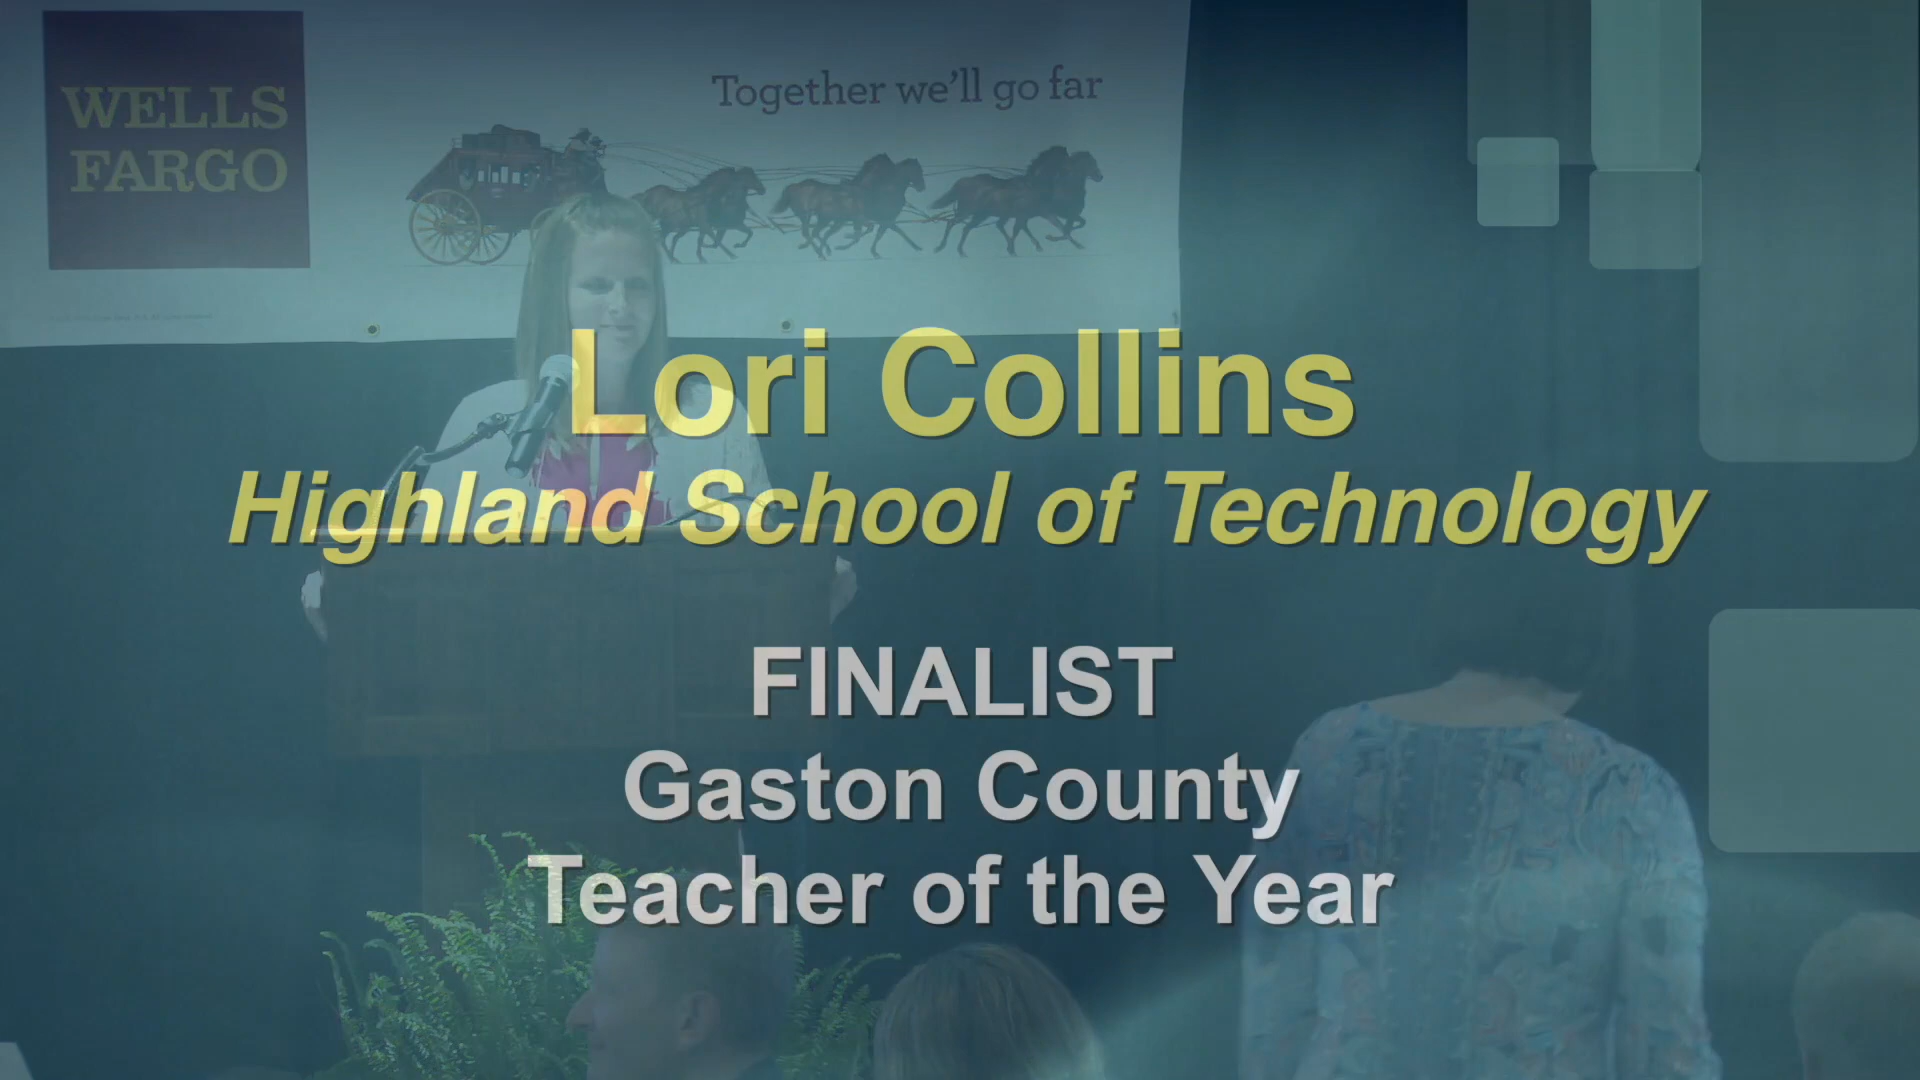 WELLS
FARGO
Together we'll go far
Lori Collins
Highland School of Technology
FINALIST
Gaston County
Teacher of the Year